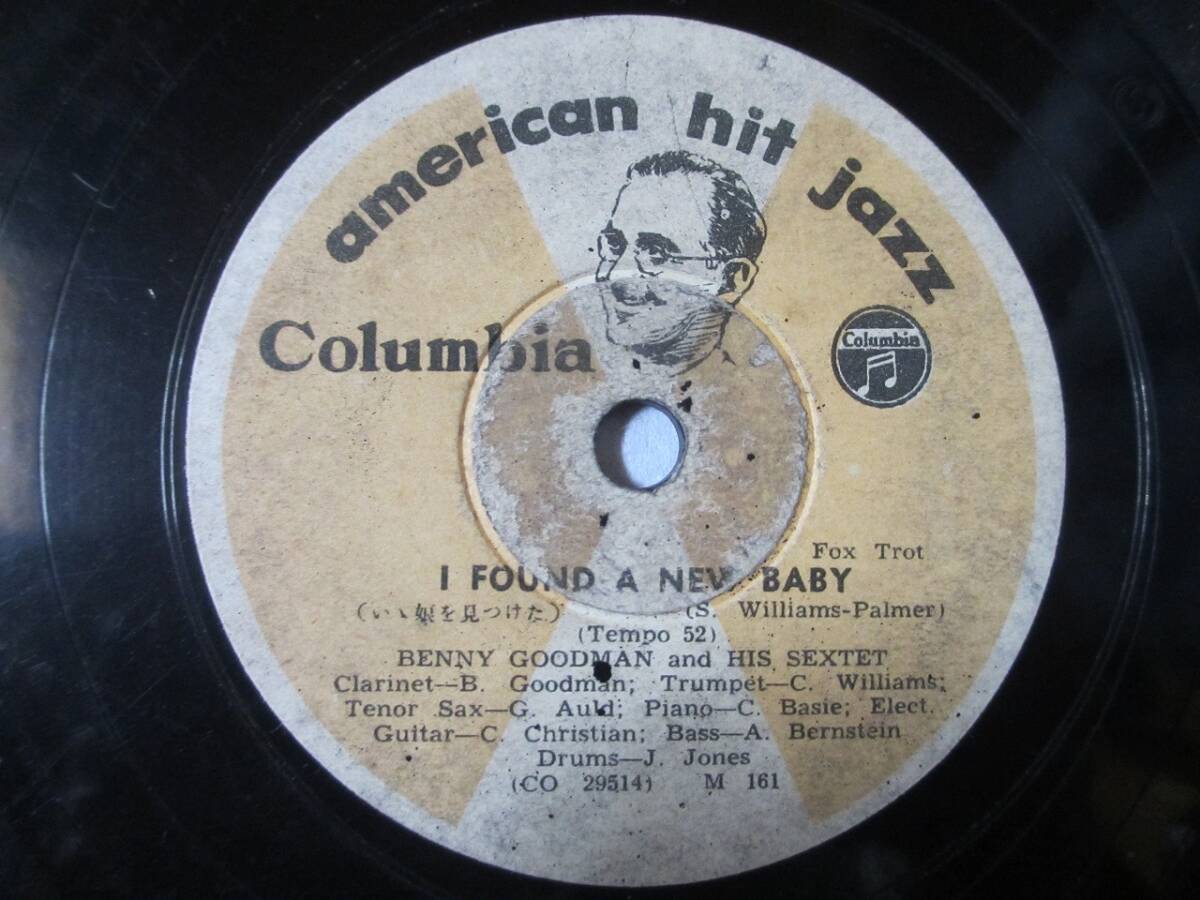 american hit jazz
Columbia
Columbia
Fox Trot
I FOUND A NEW BABY
(いゝ娘を見つけた) (S. Williams-Palmer)
(Tempo 52)
BENNY GOODMAN and HIS SEXTET
Clarinet—B. Goodman; Trumpet—C. Williams;
Tenor Sax—G. Auld; Piano—C. Basie; Elect.
Guitar—C. Christian; Bass—A. Bernstein
Drums—J. Jones
(CO 29514) M 161